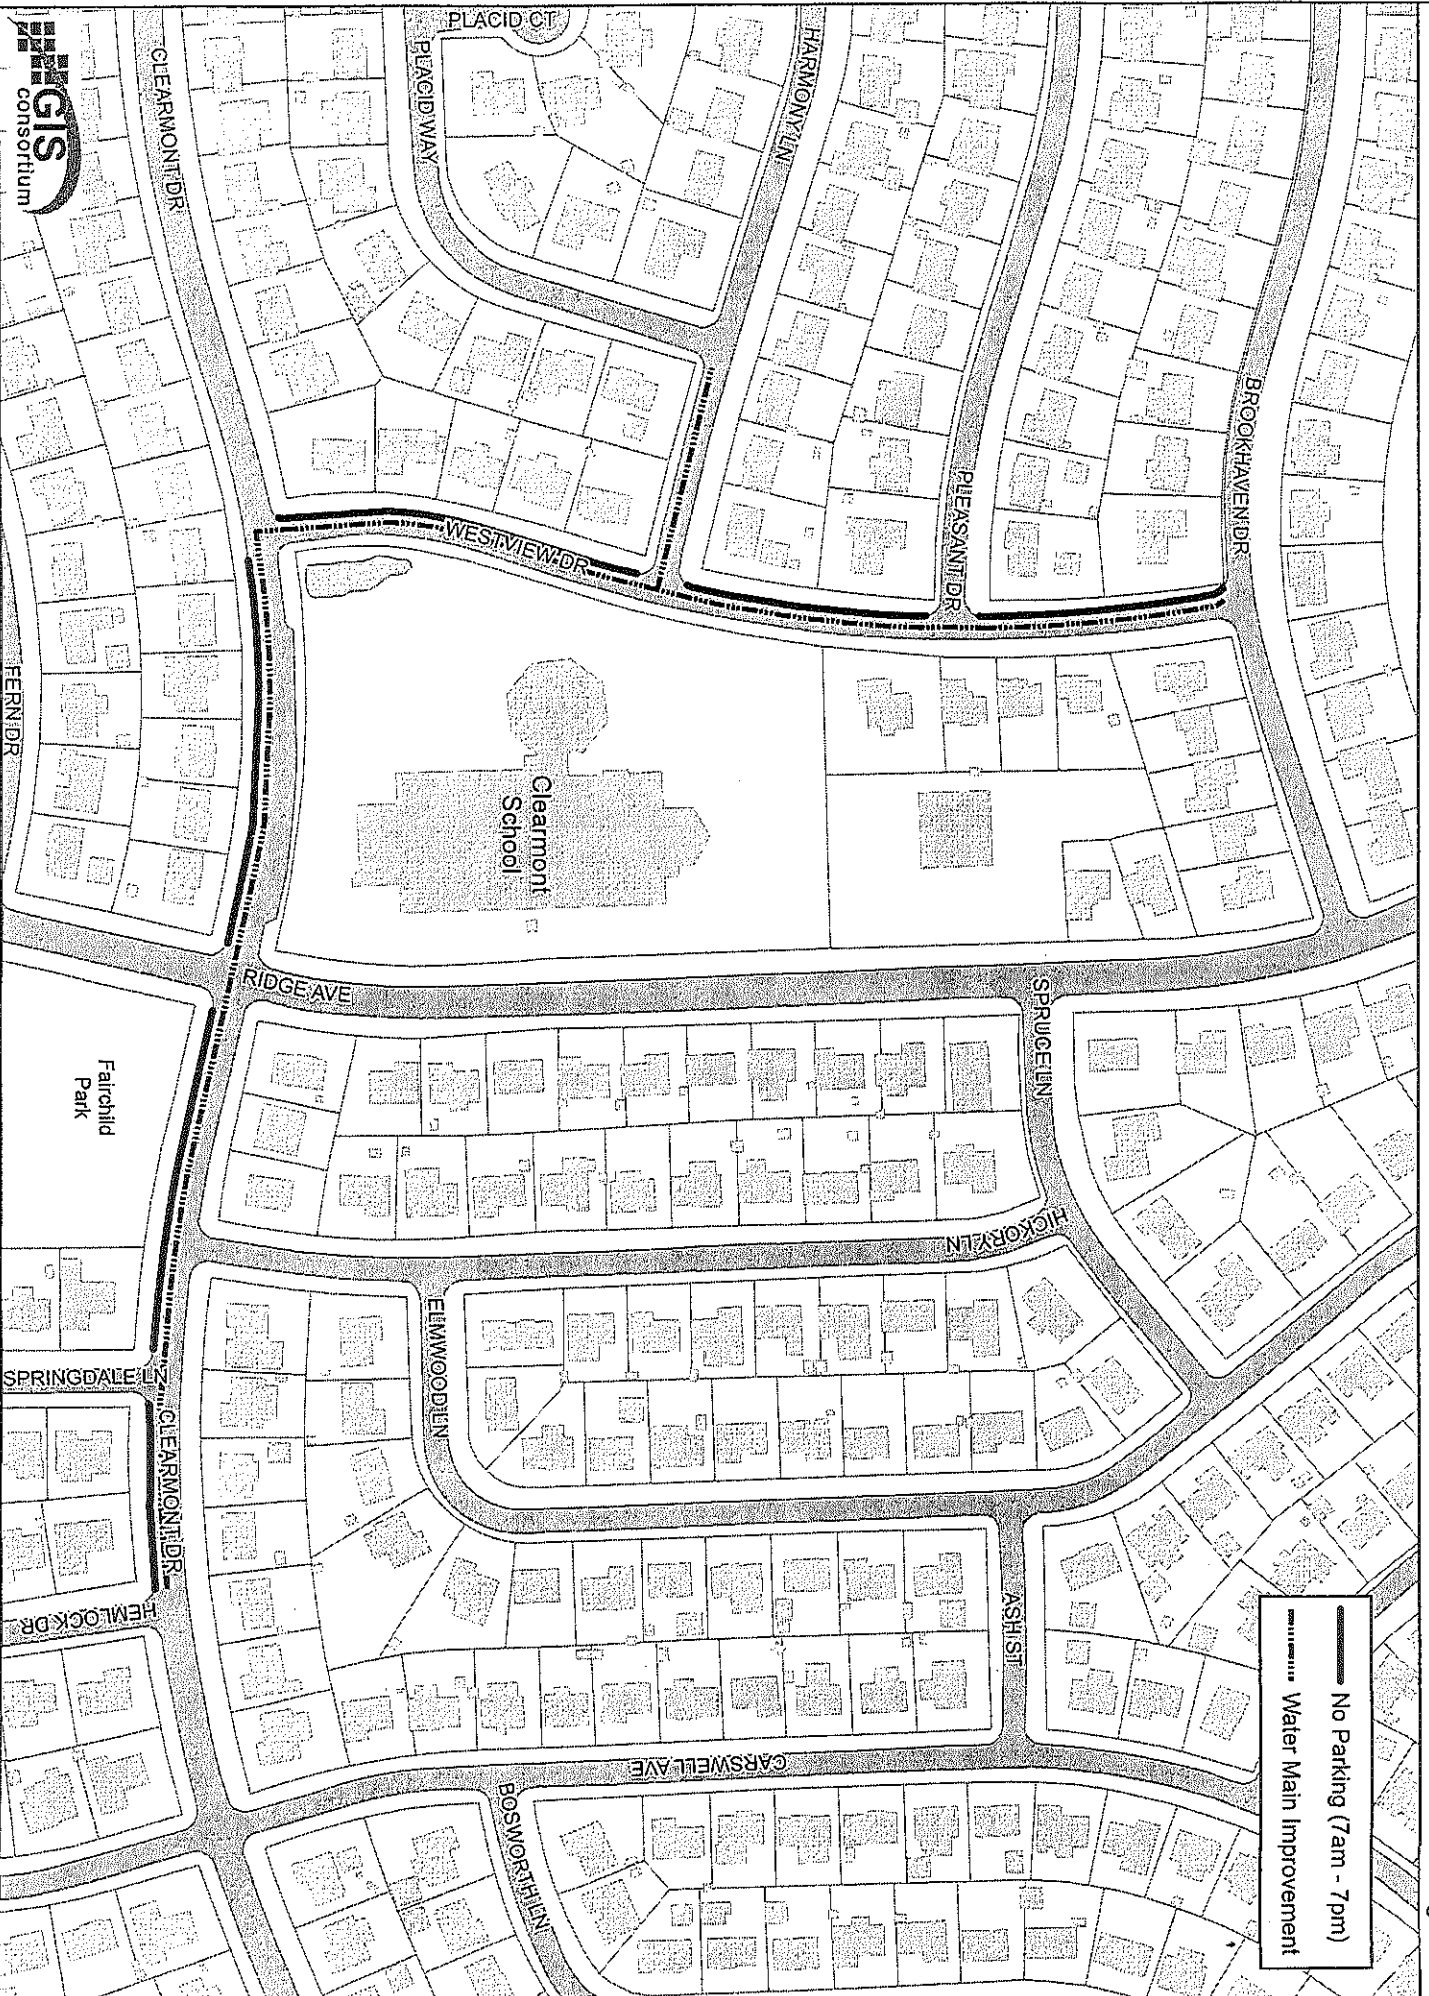 No Parking (7am - 7pm)
Water Main Improvement
BROOKHAVEN DR
PLEASANT DR
HARMONY LN
PLACID CT
PLACID WAY
CLEARMONT DR
WESTVIEW DR
Clearmont
School
SPRUCE LN
RIDGE AVE
HICKORY LN
ELMWOOD LN
ASH ST
CARSWELL AVE
BOSWORTH LN
CLEARMONT DR
SPRINGDALE LN
HEMLOCK DR
FERN DR
Fairchild
Park
GIS
consortium